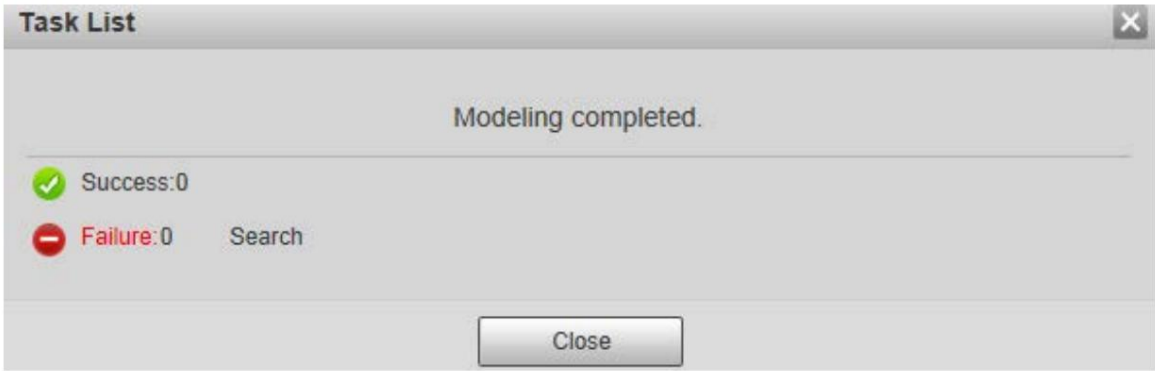 Task List
Modeling completed.
Success:0
Failure:0 Search
Close